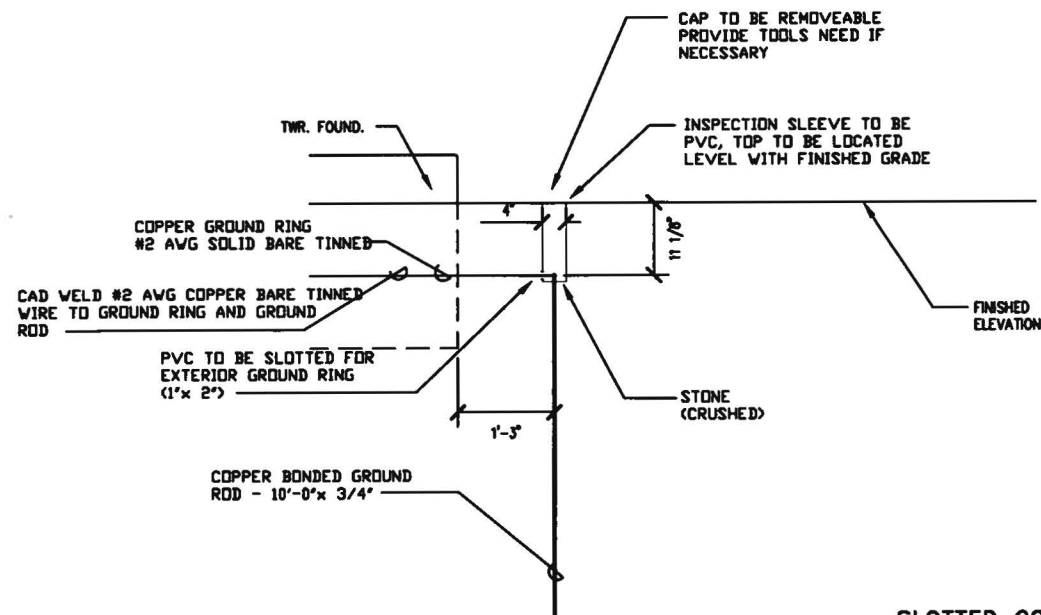 CAP TO BE REMOVEABLE
PROVIDE TOOLS NEED IF
NECESSARY
TWR. FOUND.
INSPECTION SLEEVE TO BE
PVC, TOP TO BE LOCATED
LEVEL WITH FINISHED GRADE
4"
COPPER GROUND RING
#2 AWG SOLID BARE TINNED
11 1/8"
CAD WELD #2 AWG COPPER BARE TINNED
WIRE TO GROUND RING AND GROUND
ROD
FINISHED
ELEVATION
PVC TO BE SLOTTED FOR
EXTERIOR GROUND RING
(1"x 2")
STONE
(CRUSHED)
1'-3"
COPPER BONDED GROUND
ROD - 10'-0"x 3/4"